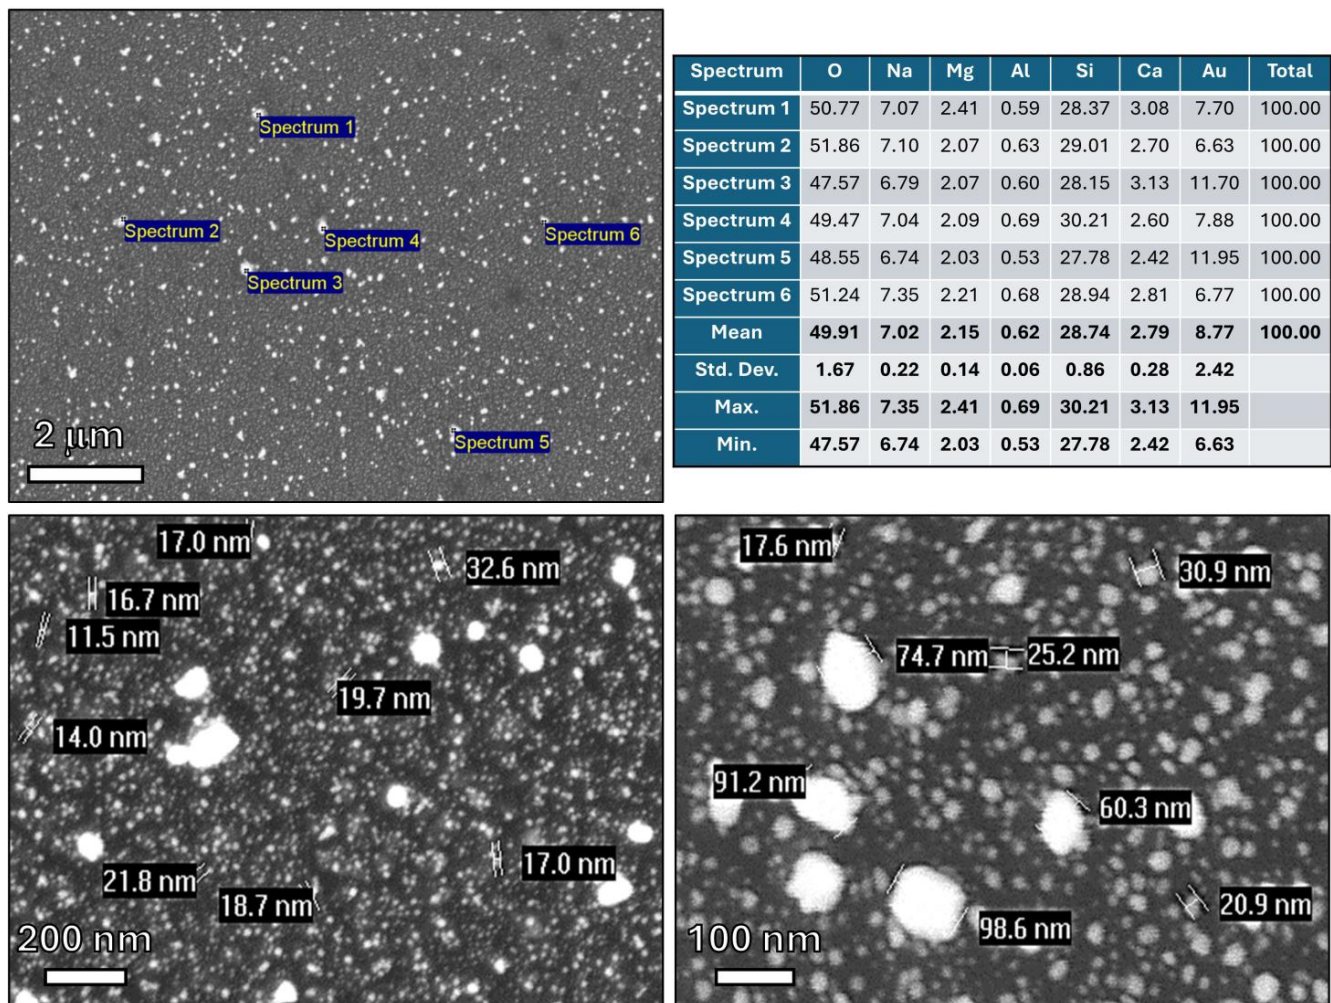 Spectrum 1
Spectrum 2
Spectrum 4
Spectrum 6
Spectrum 3
Spectrum 5
2 µm
Spectrum O Na Mg Al Si Ca Au Total
Spectrum 1 50.77 7.07 2.41 0.59 28.37 3.08 7.70 100.00
Spectrum 2 51.86 7.10 2.07 0.63 29.01 2.70 6.63 100.00
Spectrum 3 47.57 6.79 2.07 0.60 28.15 3.13 11.70 100.00
Spectrum 4 49.47 7.04 2.09 0.69 30.21 2.60 7.88 100.00
Spectrum 5 48.55 6.74 2.03 0.53 27.78 2.42 11.95 100.00
Spectrum 6 51.24 7.35 2.21 0.68 28.94 2.81 6.77 100.00
Mean 49.91 7.02 2.15 0.62 28.74 2.79 8.77 100.00
Std. Dev. 1.67 0.22 0.14 0.06 0.86 0.28 2.42
Max. 51.86 7.35 2.41 0.69 30.21 3.13 11.95
Min. 47.57 6.74 2.03 0.53 27.78 2.42 6.63
17.0 nm
32.6 nm
16.7 nm
11.5 nm
19.7 nm
14.0 nm
17.0 nm
21.8 nm
18.7 nm
200 nm
17.6 nm
30.9 nm
74.7 nm 25.2 nm
91.2 nm
60.3 nm
20.9 nm
98.6 nm
100 nm